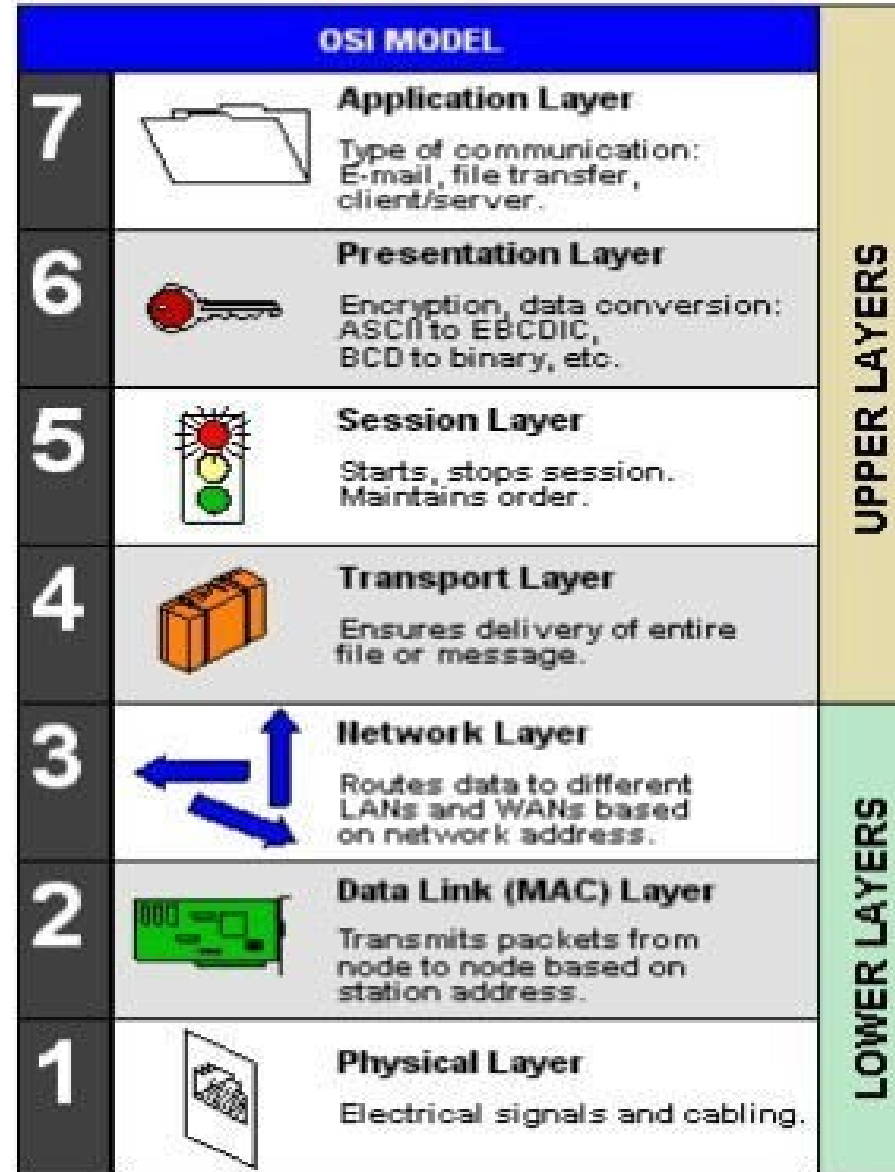 OSI MODEL
7
Application Layer
Type of communication:
E-mail, file transfer,
client/server.
6
Presentation Layer
Encryption, data conversion:
ASCII to EBCDIC,
BCD to binary, etc.
5
Session Layer
Starts, stops session.
Maintains order.
4
Transport Layer
Ensures delivery of entire
file or message.
UPPER LAYERS
3
Network Layer
Routes data to different
LANs and WANs based
on network address.
2
Data Link (MAC) Layer
Transmits packets from
node to node based on
station address.
1
Physical Layer
Electrical signals and cabling.
LOWER LAYERS